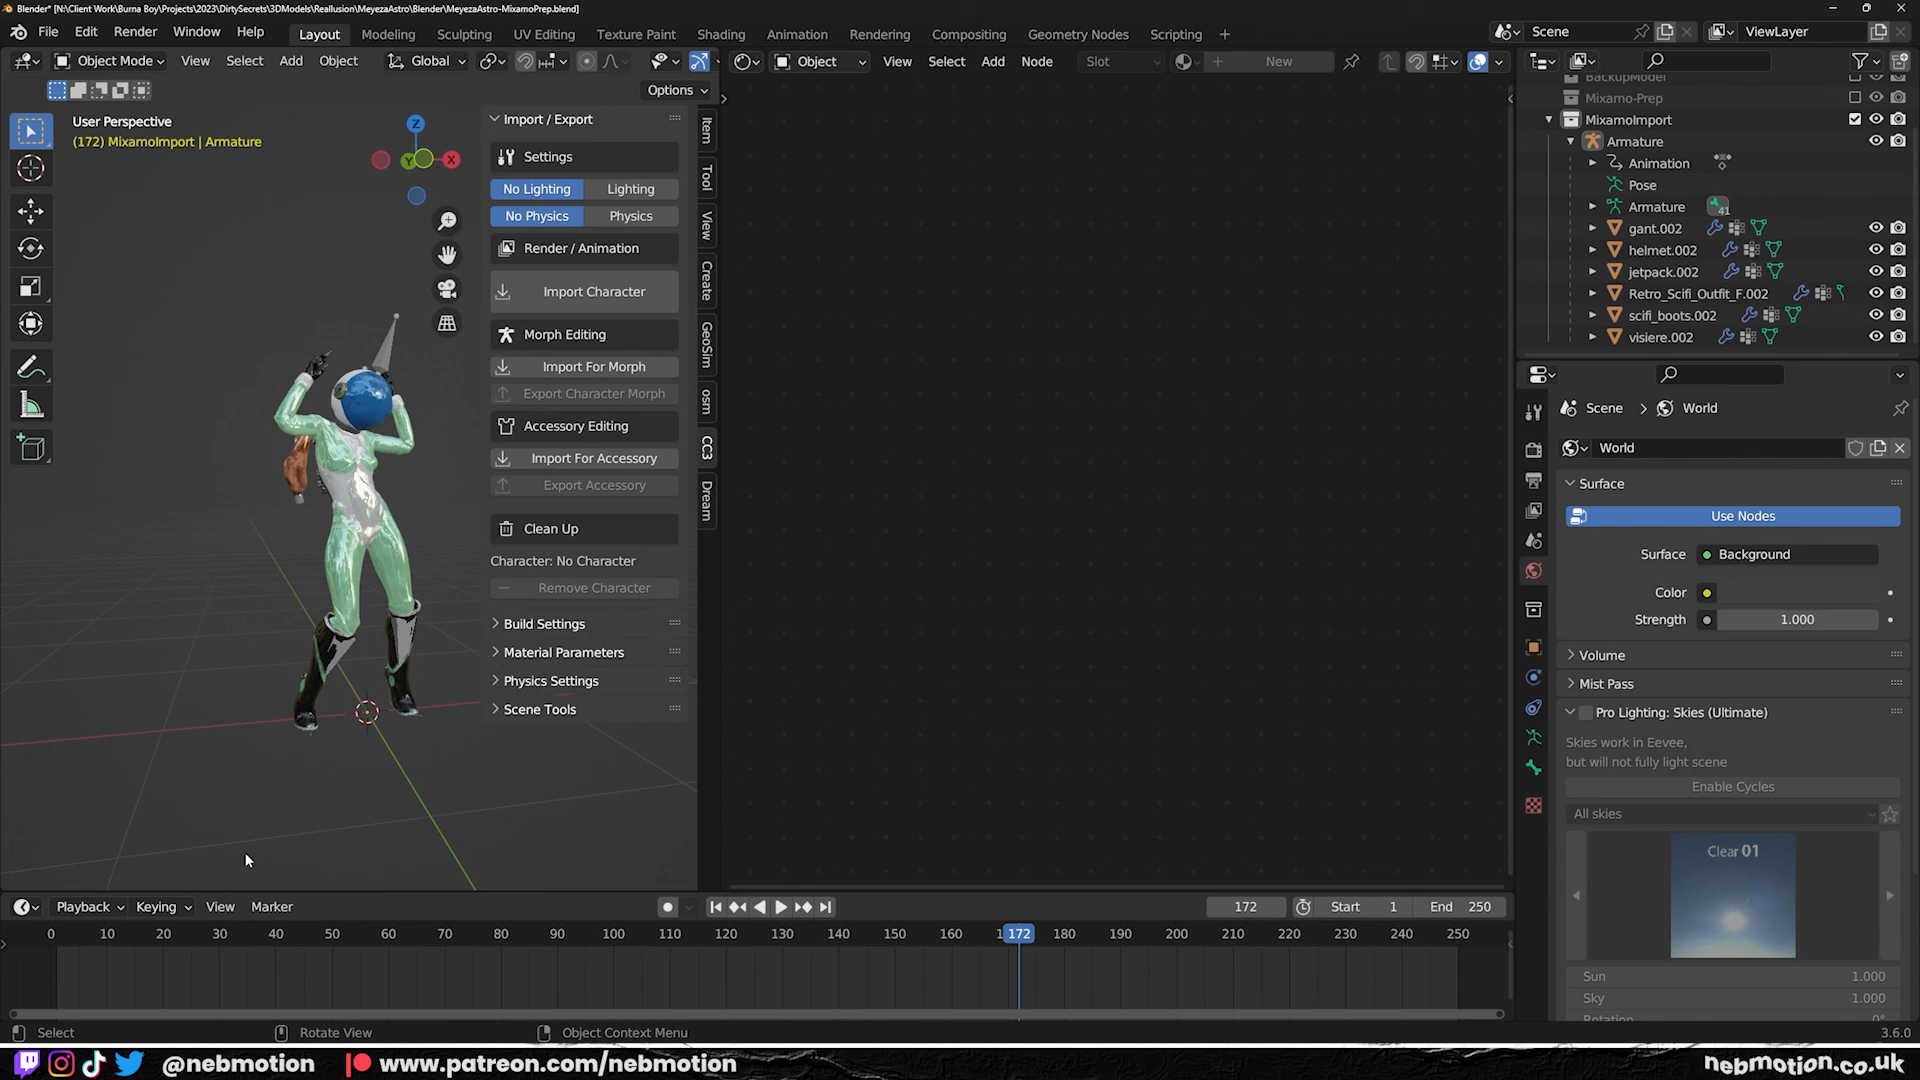 Blender* [N:\Client Work\Burna Boy\Projects\2023\DirtySecrets\3DModels\Reallusion\MeyezaAstro\Blender\MeyezaAstro-MixamoPrep.blend]
File Edit Render Window Help Layout Modeling Sculpting UV Editing Texture Paint Shading Animation Rendering Compositing Geometry Nodes Scripting + Scene ViewLayer
Object Mode View Select Add Object Global Object View Select Add Node Slot New
Options
User Perspective
(172) MixamoImport | Armature
Z
Y
X
Import / Export
Settings
No Lighting Lighting
No Physics Physics
Render / Animation
Import Character
Morph Editing
Import For Morph
Export Character Morph
Accessory Editing
Import For Accessory
Export Accessory
Clean Up
Character: No Character
Remove Character
Build Settings
Material Parameters
Physics Settings
Scene Tools
Item
Tool
View
Create
GeoSim
osm
CC3
Dream
BackupModel
Mixamo-Prep
MixamoImport
Armature
Animation
Pose
Armature 41
gant.002
helmet.002
jetpack.002
Retro_Scifi_Outfit_F.002
scifi_boots.002
visiere.002
Scene > World
World
Surface
Use Nodes
Surface Background
Color
Strength 1.000
Volume
Mist Pass
Pro Lighting: Skies (Ultimate)
Skies work in Eevee,
but will not fully light scene
Enable Cycles
All skies
Clear 01
Sun 1.000
Sky 1.000
Rotation 0°
Playback Keying View Marker 172 Start 1 End 250
0 10 20 30 40 50 60 70 80 90 100 110 120 130 140 150 160 172 180 190 200 210 220 230 240 250
Select Rotate View Object Context Menu 3.6.0
@nebmotion www.patreon.com/nebmotion nebmotion.co.uk